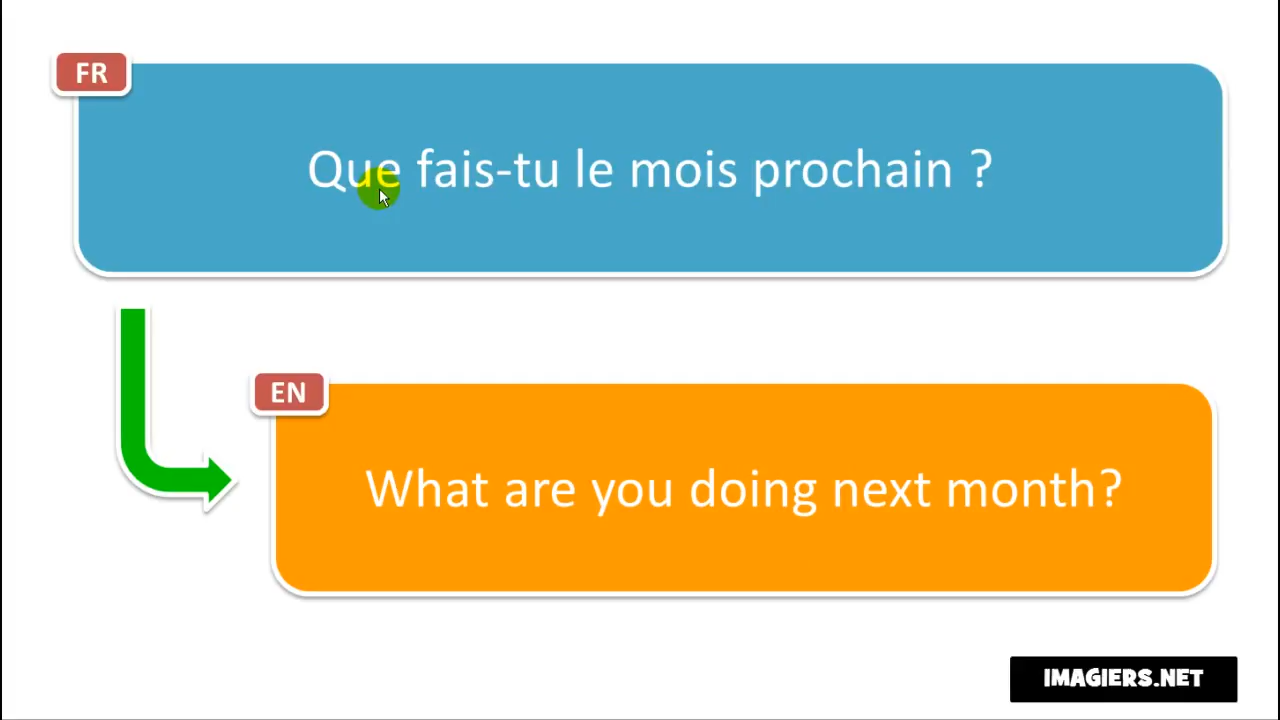 FR
Que fais-tu le mois prochain ?
EN
What are you doing next month?
IMAGIERS.NET